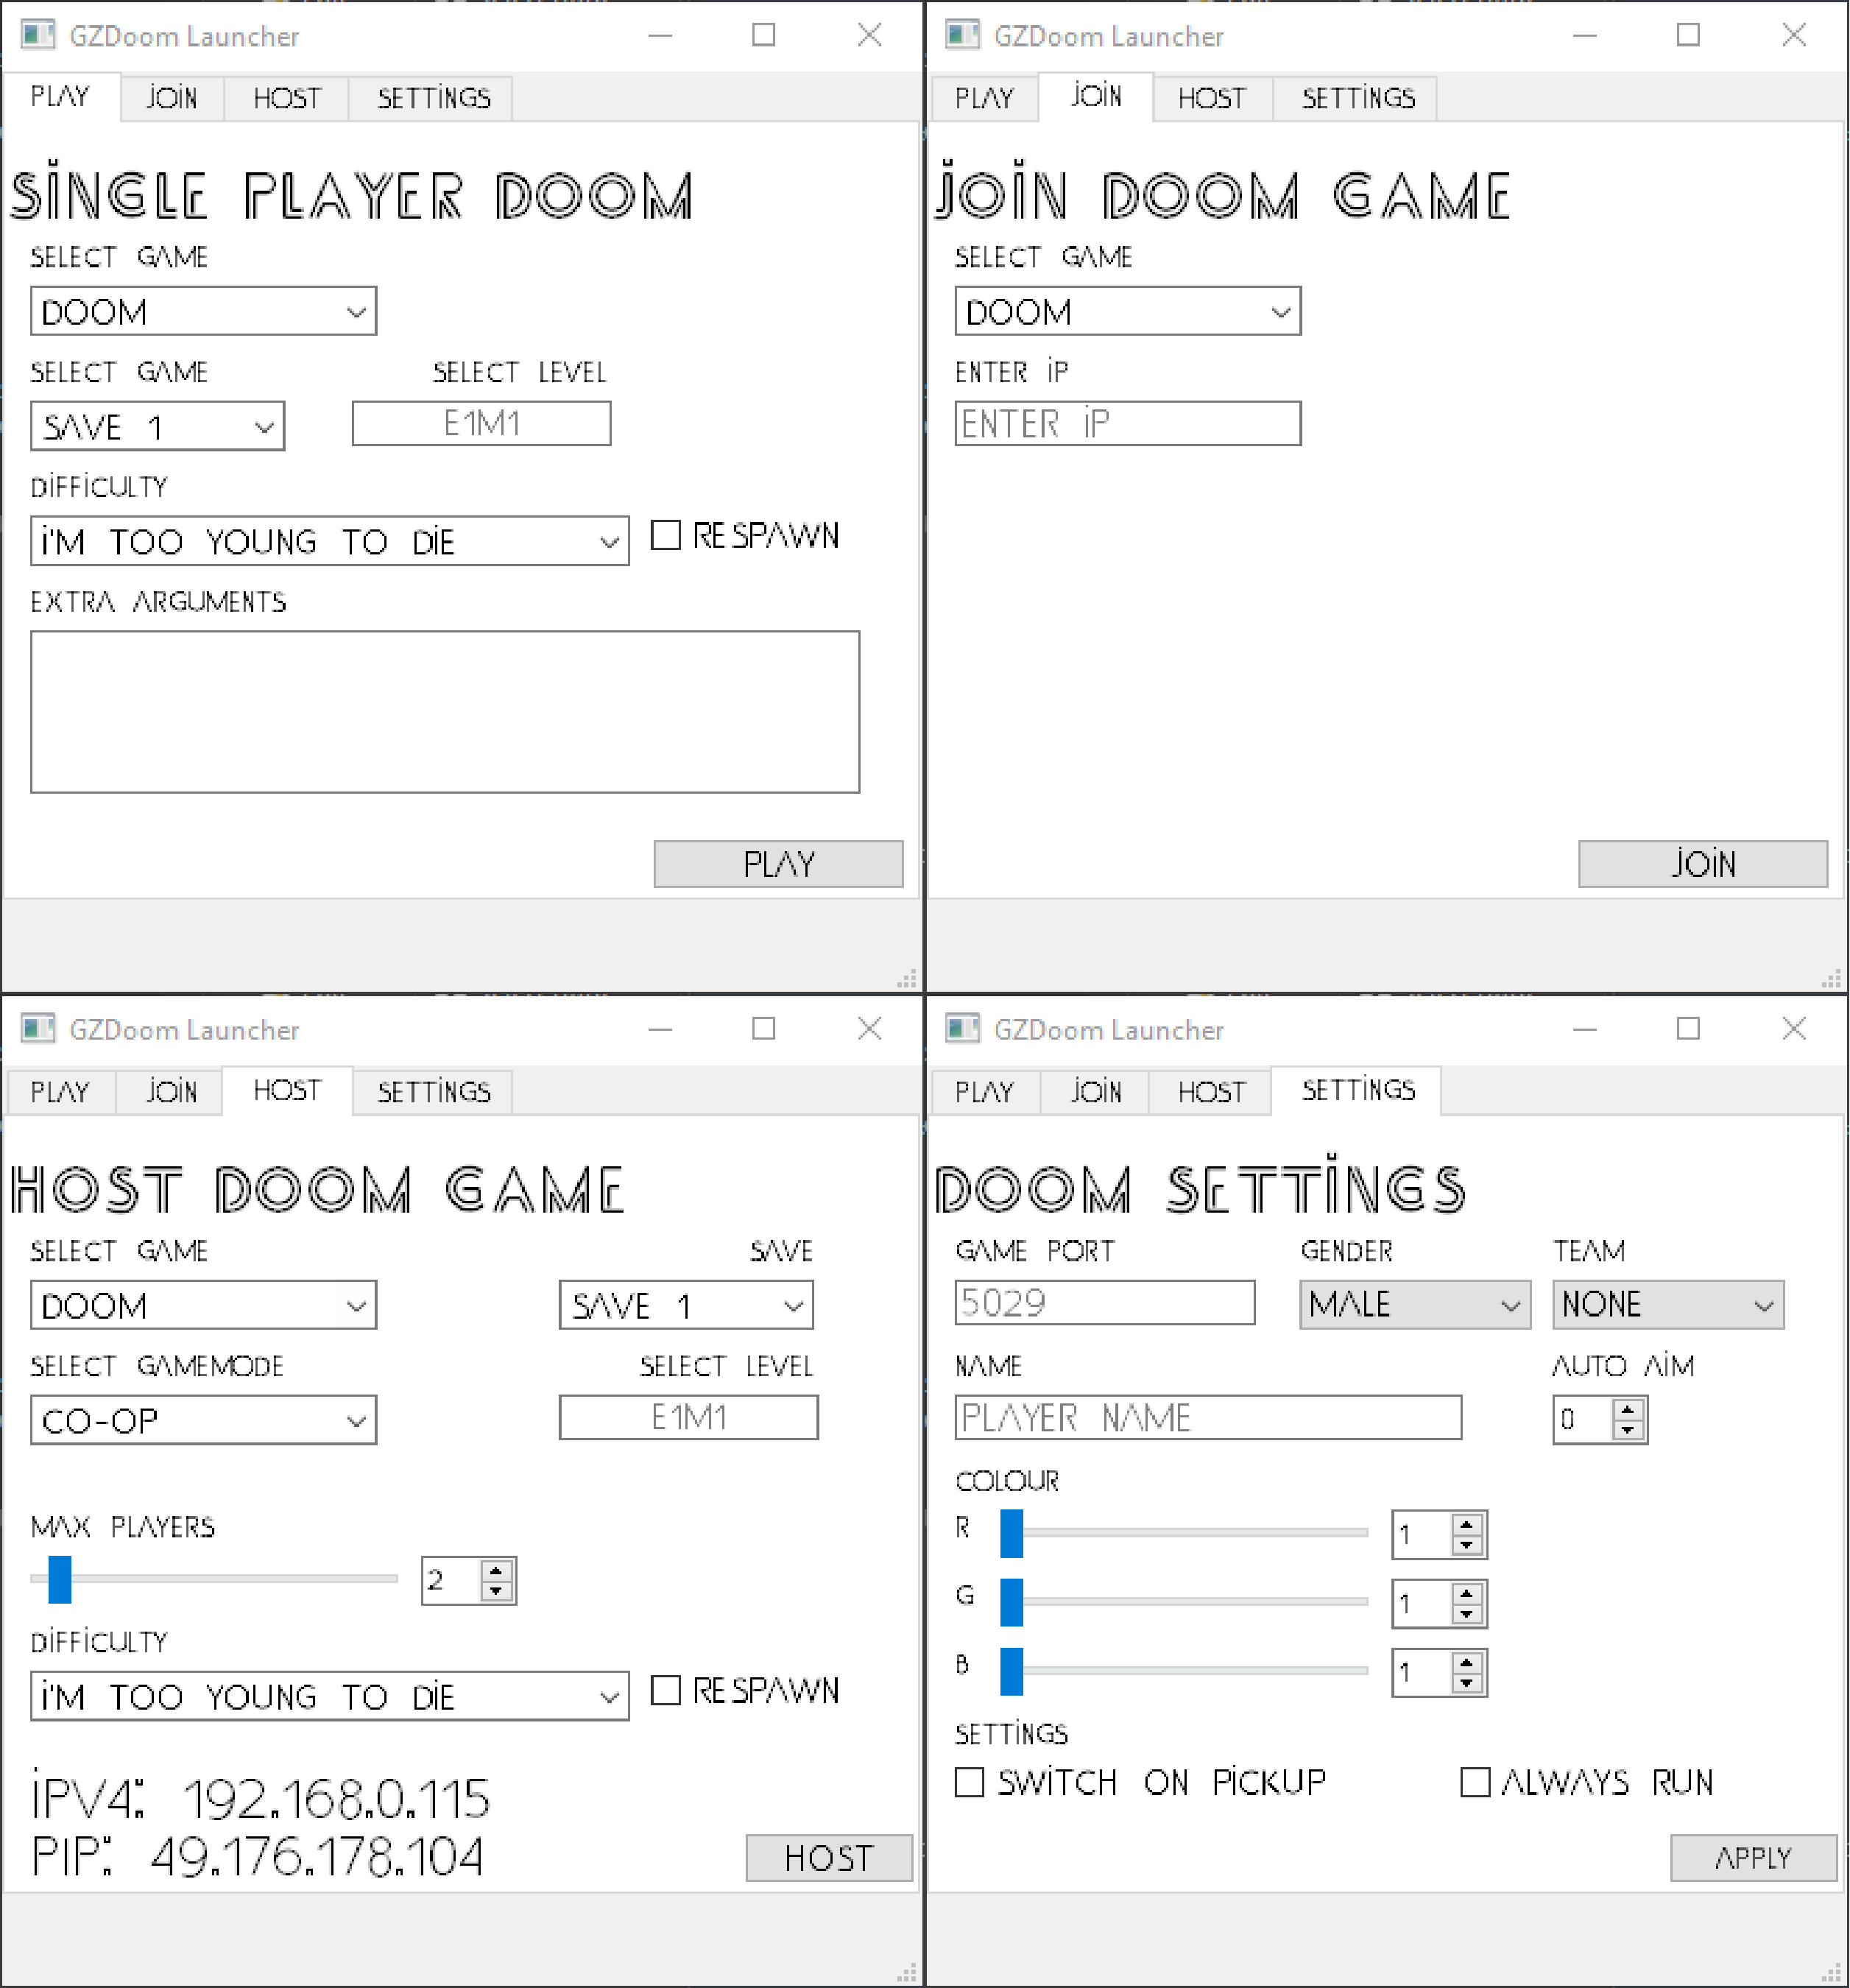 GZDoom Launcher
PLAY JOIN HOST SETTINGS
SINGLE PLAYER DOOM
SELECT GAME
DOOM
SELECT GAME SELECT LEVEL
SAVE 1 E1M1
DIFFICULTY
I'M TOO YOUNG TO DIE RESPAWN
EXTRA ARGUMENTS
PLAY
GZDoom Launcher
PLAY JOIN HOST SETTINGS
JOIN DOOM GAME
SELECT GAME
DOOM
ENTER IP
ENTER IP
JOIN
GZDoom Launcher
PLAY JOIN HOST SETTINGS
HOST DOOM GAME
SELECT GAME SAVE
DOOM SAVE 1
SELECT GAMEMODE SELECT LEVEL
CO-OP E1M1
MAX PLAYERS
2
DIFFICULTY
I'M TOO YOUNG TO DIE RESPAWN
IPV4: 192.168.0.115
PIP: 49.176.178.104
HOST
GZDoom Launcher
PLAY JOIN HOST SETTINGS
DOOM SETTINGS
GAME PORT GENDER TEAM
5029 MALE NONE
NAME AUTO AIM
PLAYER NAME 0
COLOUR
R 1
G 1
B 1
SETTINGS
SWITCH ON PICKUP ALWAYS RUN
APPLY